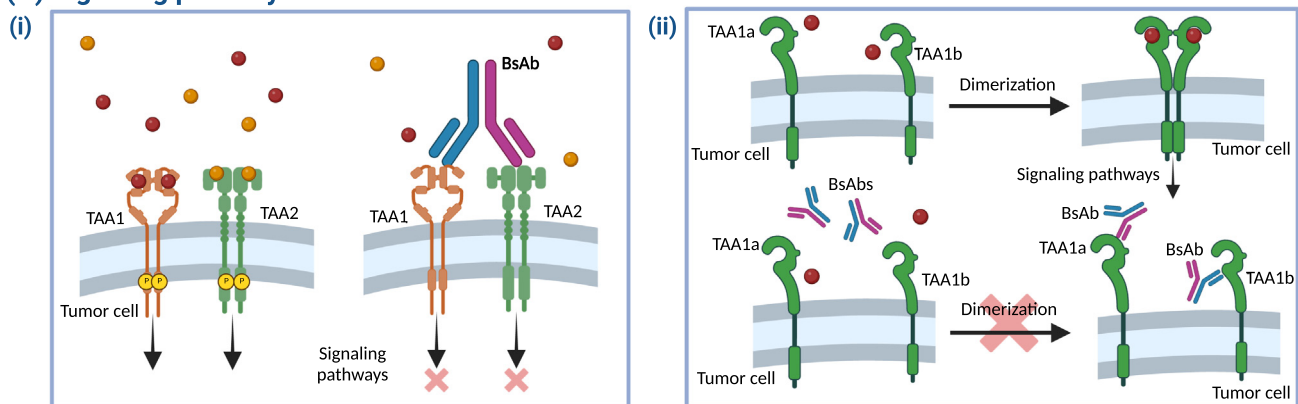 (i)
BsAb
TAA1
TAA2
P P
P P
Tumor cell
TAA1
TAA2
Signaling
pathways
(ii)
TAA1a
TAA1b
Tumor cell
Dimerization
Tumor cell
Signaling pathways
BsAbs
TAA1a
TAA1b
Tumor cell
Dimerization
BsAb
TAA1a
BsAb
TAA1b
Tumor cell